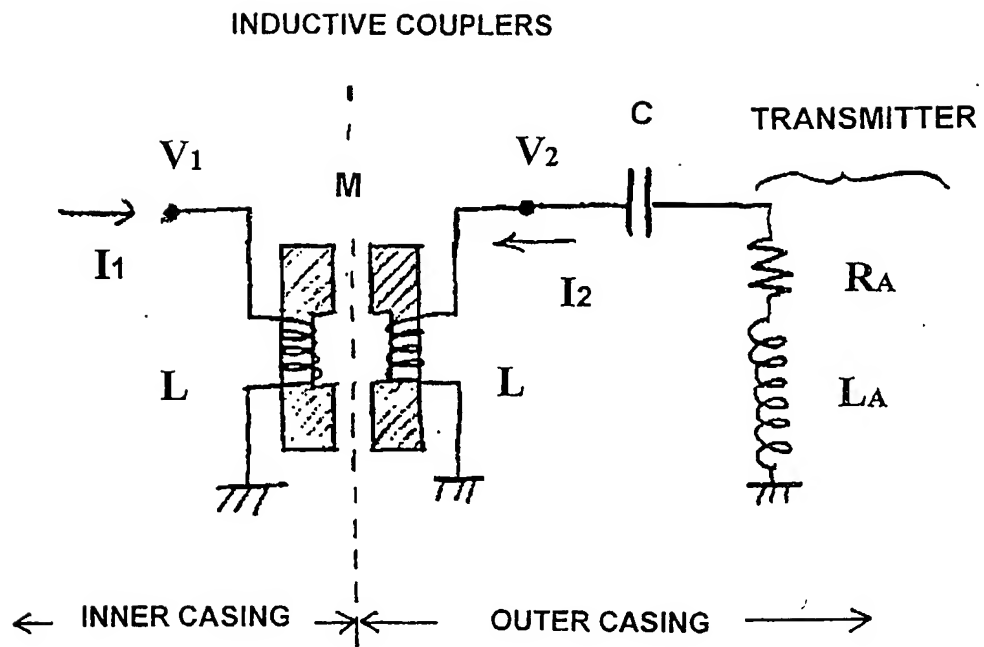 INDUCTIVE COUPLERS
C
TRANSMITTER
V1
M
V2
I1
I2
RA
L
L
LA
INNER CASING
OUTER CASING